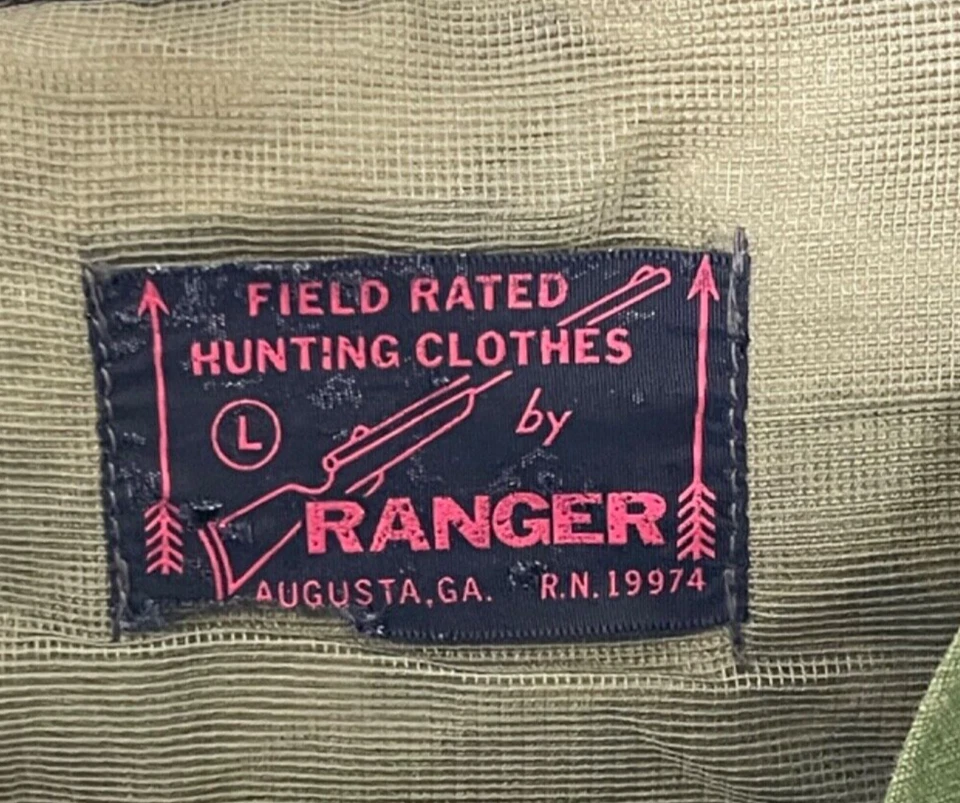 FIELD RATED
HUNTING CLOTHES
L
by
RANGER
AUGUSTA, GA. R.N. 19974